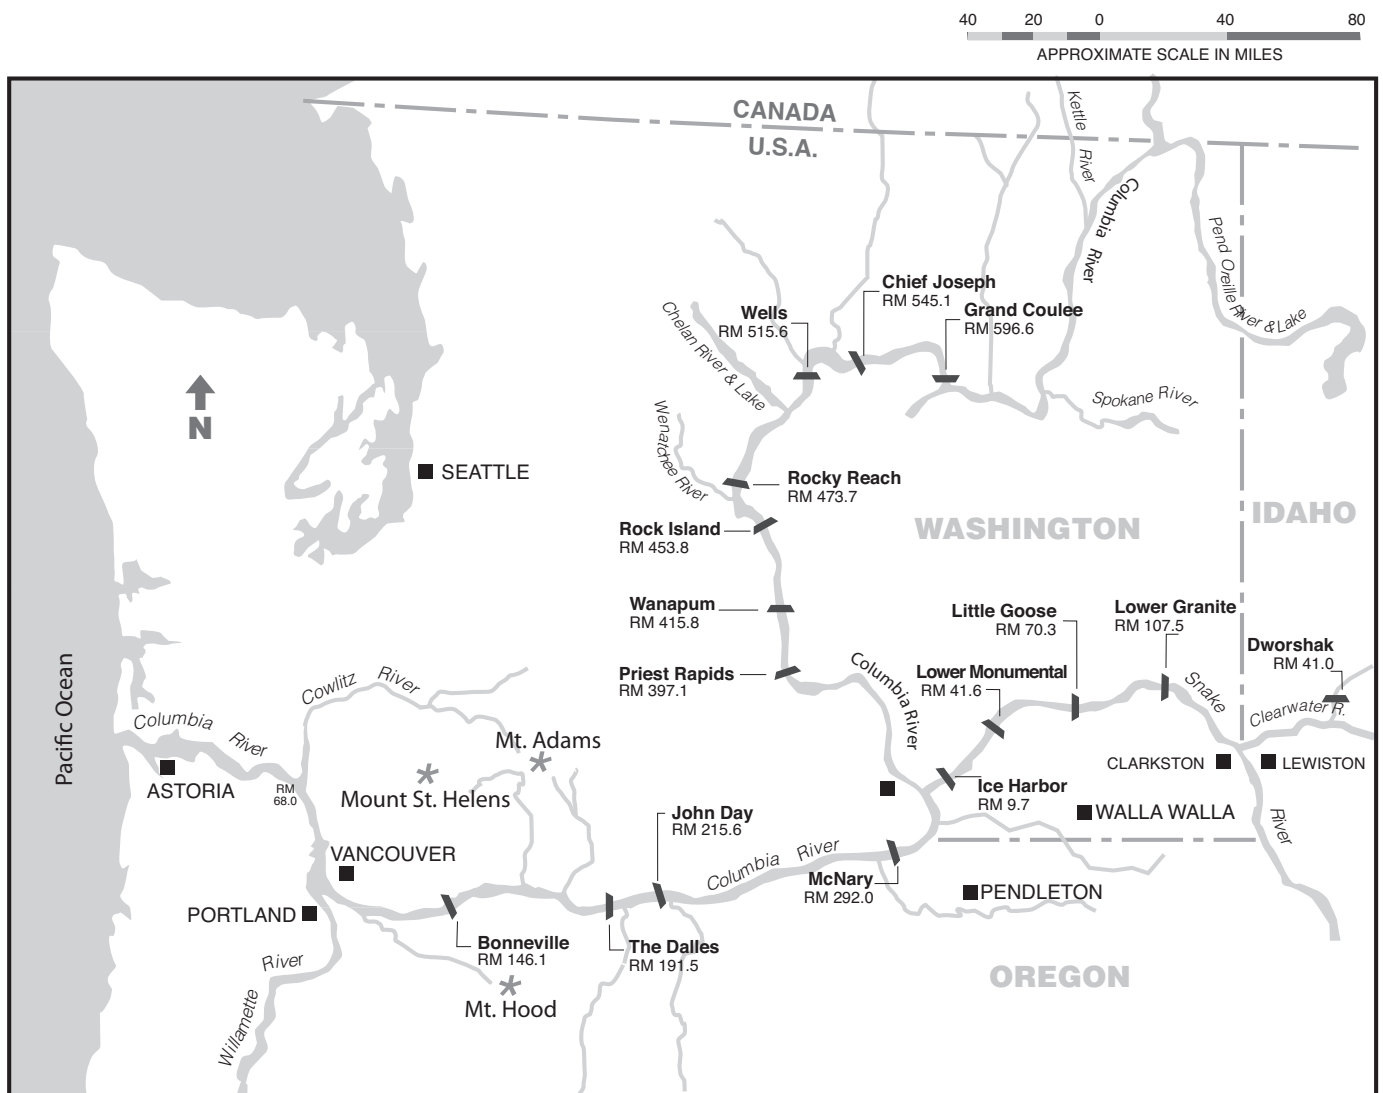 40 20 0 40 80
APPROXIMATE SCALE IN MILES
CANADA
U.S.A.
Kettle River
Columbia River
Pend Oreille River & Lake
Chief Joseph
RM 545.1
Wells
RM 515.6
Grand Coulee
RM 596.6
Chelan River & Lake
Spokane River
Wenatchee River
N
SEATTLE
Rocky Reach
RM 473.7
Rock Island
RM 453.8
WASHINGTON
IDAHO
Wanapum
RM 415.8
Little Goose
RM 70.3
Lower Granite
RM 107.5
Dworshak
RM 41.0
Priest Rapids
RM 397.1
Columbia River
Lower Monumental
RM 41.6
Snake
Clearwater R.
Pacific Ocean
Cowlitz River
Columbia River
Mt. Adams
CLARKSTON
LEWISTON
ASTORIA
RM
68.0
Mount St. Helens
Ice Harbor
RM 9.7
WALLA WALLA
River
John Day
RM 215.6
VANCOUVER
Columbia River
McNary
RM 292.0
PENDLETON
PORTLAND
Bonneville
RM 146.1
The Dalles
RM 191.5
OREGON
Willamette River
Mt. Hood